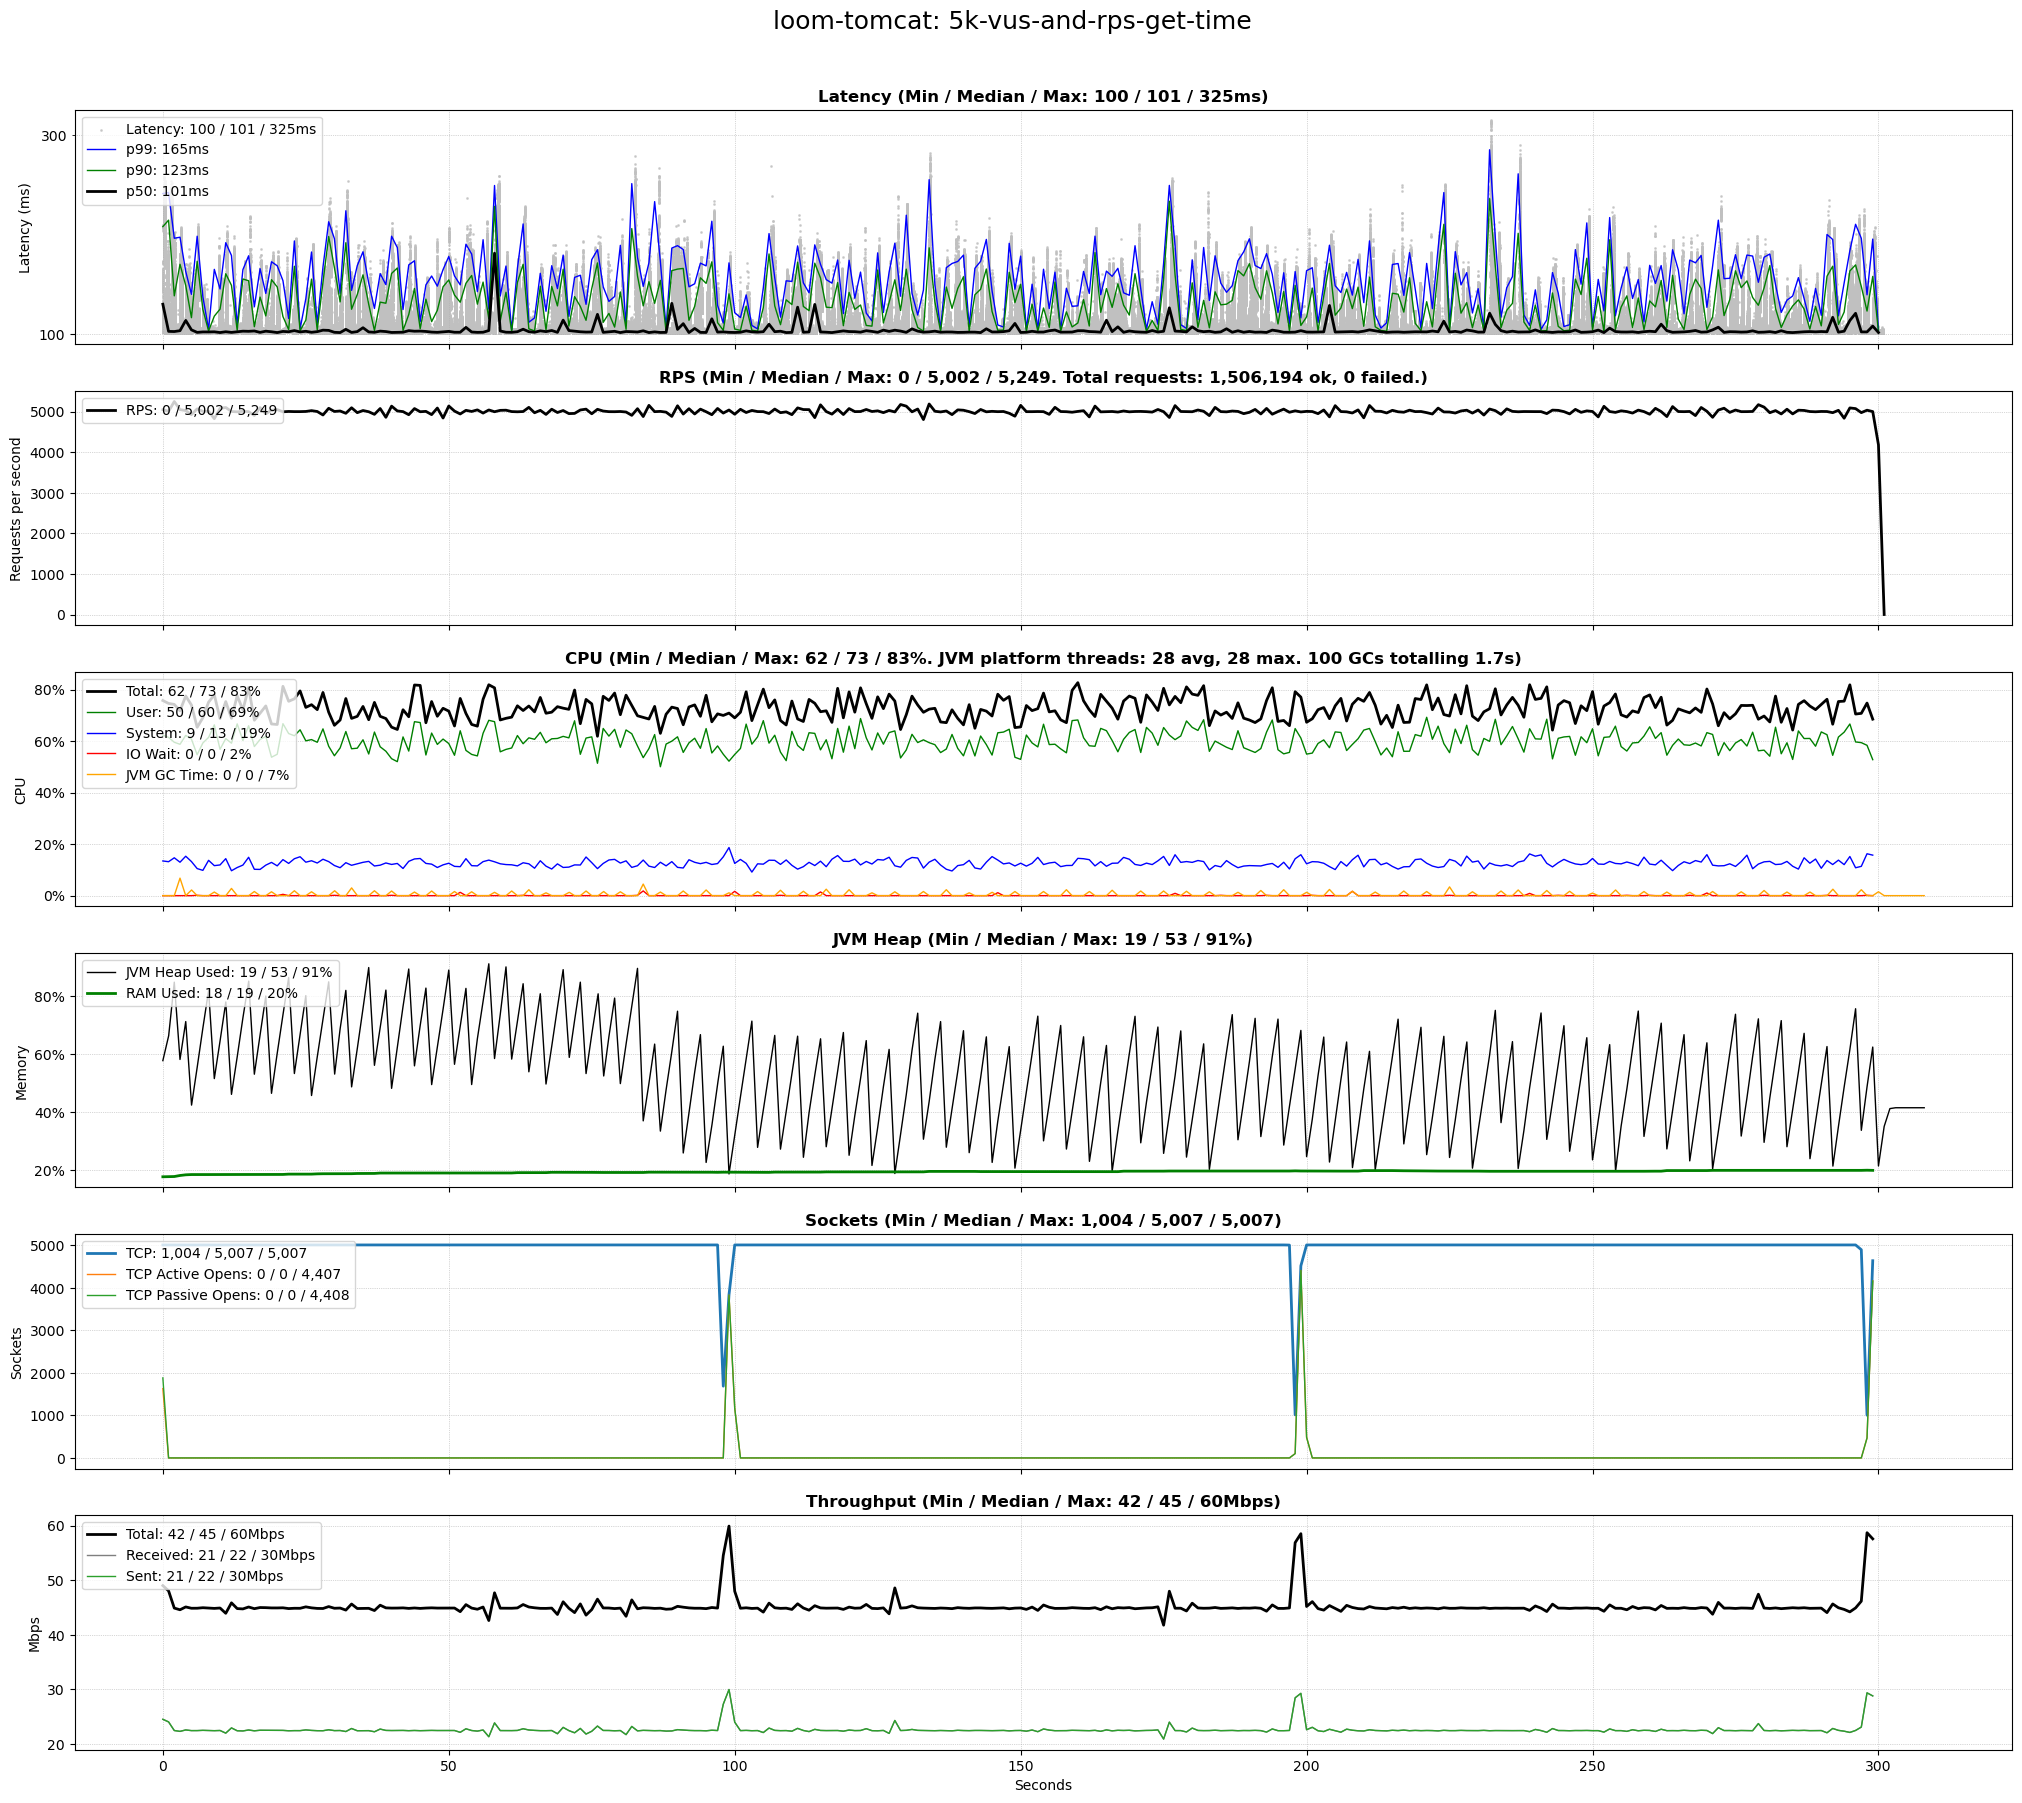 loom-tomcat: 5k-vus-and-rps-get-time
Latency (Min / Median / Max: 100 / 101 / 325ms)
Latency: 100 / 101 / 325ms
p99: 165ms
p90: 123ms
p50: 101ms
300
100
Latency (ms)
RPS (Min / Median / Max: 0 / 5,002 / 5,249. Total requests: 1,506,194 ok, 0 failed.)
RPS: 0 / 5,002 / 5,249
5000
4000
3000
2000
1000
0
Requests per second
CPU (Min / Median / Max: 62 / 73 / 83%. JVM platform threads: 28 avg, 28 max. 100 GCs totalling 1.7s)
Total: 62 / 73 / 83%
User: 50 / 60 / 69%
System: 9 / 13 / 19%
IO Wait: 0 / 0 / 2%
JVM GC Time: 0 / 0 / 7%
80%
60%
40%
20%
0%
CPU
JVM Heap (Min / Median / Max: 19 / 53 / 91%)
JVM Heap Used: 19 / 53 / 91%
RAM Used: 18 / 19 / 20%
80%
60%
40%
20%
Memory
Sockets (Min / Median / Max: 1,004 / 5,007 / 5,007)
TCP: 1,004 / 5,007 / 5,007
TCP Active Opens: 0 / 0 / 4,407
TCP Passive Opens: 0 / 0 / 4,408
5000
4000
3000
2000
1000
0
Sockets
Throughput (Min / Median / Max: 42 / 45 / 60Mbps)
Total: 42 / 45 / 60Mbps
Received: 21 / 22 / 30Mbps
Sent: 21 / 22 / 30Mbps
60
50
40
30
20
Mbps
0 50 100 150 200 250 300
Seconds